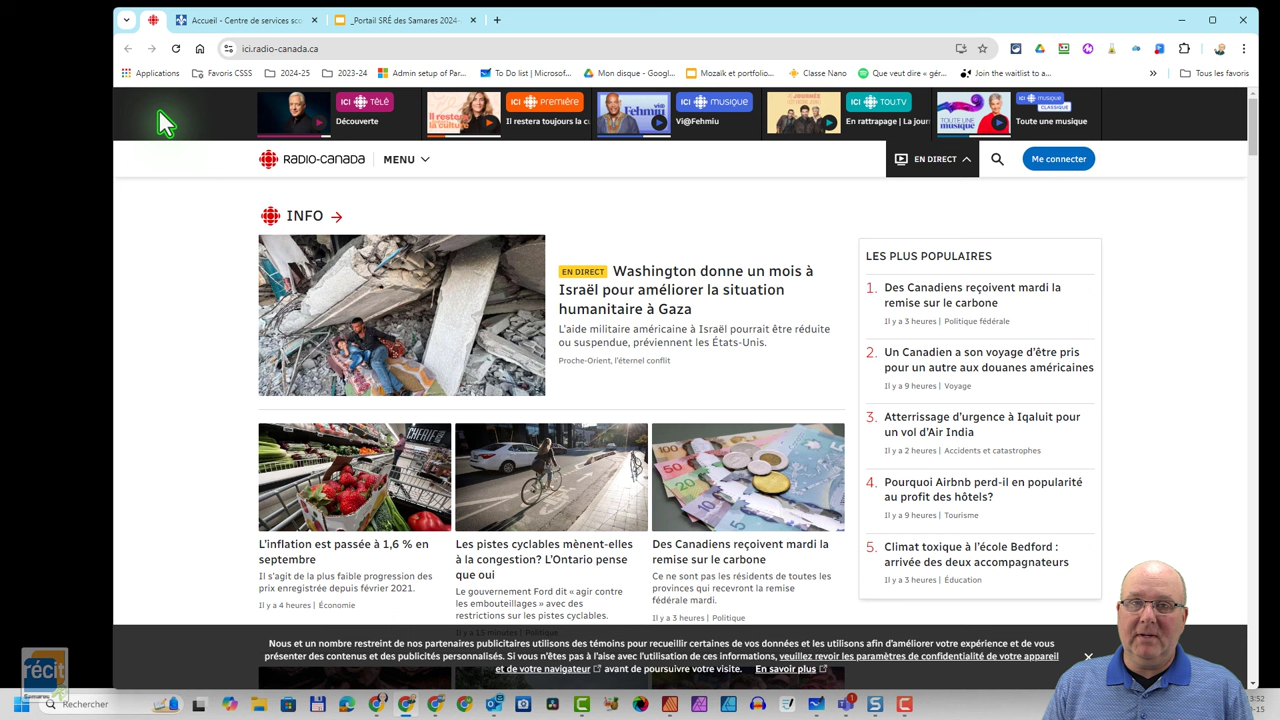 Accueil - Centre de services sco
_Portail SRÉ des Samares 2024-
ici.radio-canada.ca
Applications
Favoris CSSS
2024-25
2023-24
Admin setup of Par...
To Do list | Microsof...
Mon disque - Googl...
Mozaïk et portfolio...
Classe Nano
Que veut dire « gér...
Join the waitlist to a...
»
Tous les favoris
ICI TÉLÉ
Découverte
ICI PREMIÈRE
Il restera toujours la cu
ICI musique
Vi@Fehmiu
ICI TOU.TV
En rattrapage | La jour
ICI musique CLASSIQUE
Toute une musique
RADIO-CANADA
MENU
EN DIRECT
Me connecter
INFO
EN DIRECT Washington donne un mois à
Israël pour améliorer la situation
humanitaire à Gaza
L'aide militaire américaine à Israël pourrait être réduite
ou suspendue, préviennent les États-Unis.
Proche-Orient, l'éternel conflit
LES PLUS POPULAIRES
1. Des Canadiens reçoivent mardi la
remise sur le carbone
Il y a 3 heures | Politique fédérale
2. Un Canadien a son voyage d'être pris
pour un autre aux douanes américaines
Il y a 9 heures | Voyage
3. Atterrissage d'urgence à Iqaluit pour
un vol d'Air India
Il y a 2 heures | Accidents et catastrophes
4. Pourquoi Airbnb perd-il en popularité
au profit des hôtels?
Il y a 9 heures | Tourisme
5. Climat toxique à l'école Bedford :
arrivée des deux accompagnateurs
Il y a 3 heures | Éducation
L'inflation est passée à 1,6 % en
septembre
Il s'agit de la plus faible progression des
prix enregistrée depuis février 2021.
Il y a 4 heures | Économie
Les pistes cyclables mènent-elles
à la congestion? L'Ontario pense
que oui
Le gouvernement Ford dit « agir contre
les embouteillages » avec des
restrictions sur les pistes cyclables.
Il y a 15 minutes | Politique
Des Canadiens reçoivent mardi la
remise sur le carbone
Ce ne sont pas les résidents de toutes les
provinces qui recevront la remise
fédérale mardi.
Il y a 3 heures | Politique
Nous et un nombre restreint de nos partenaires publicitaires utilisons des témoins pour recueillir certaines de vos données et les utilisons afin d'améliorer votre expérience et de vous
présenter des contenus et des publicités personnalisés. Si vous n'êtes pas à l'aise avec l'utilisation de ces informations, veuillez revoir les paramètres de confidentialité de votre appareil
et de votre navigateur avant de poursuivre votre visite. En savoir plus
récit
Samares
Rechercher
3:52
-15